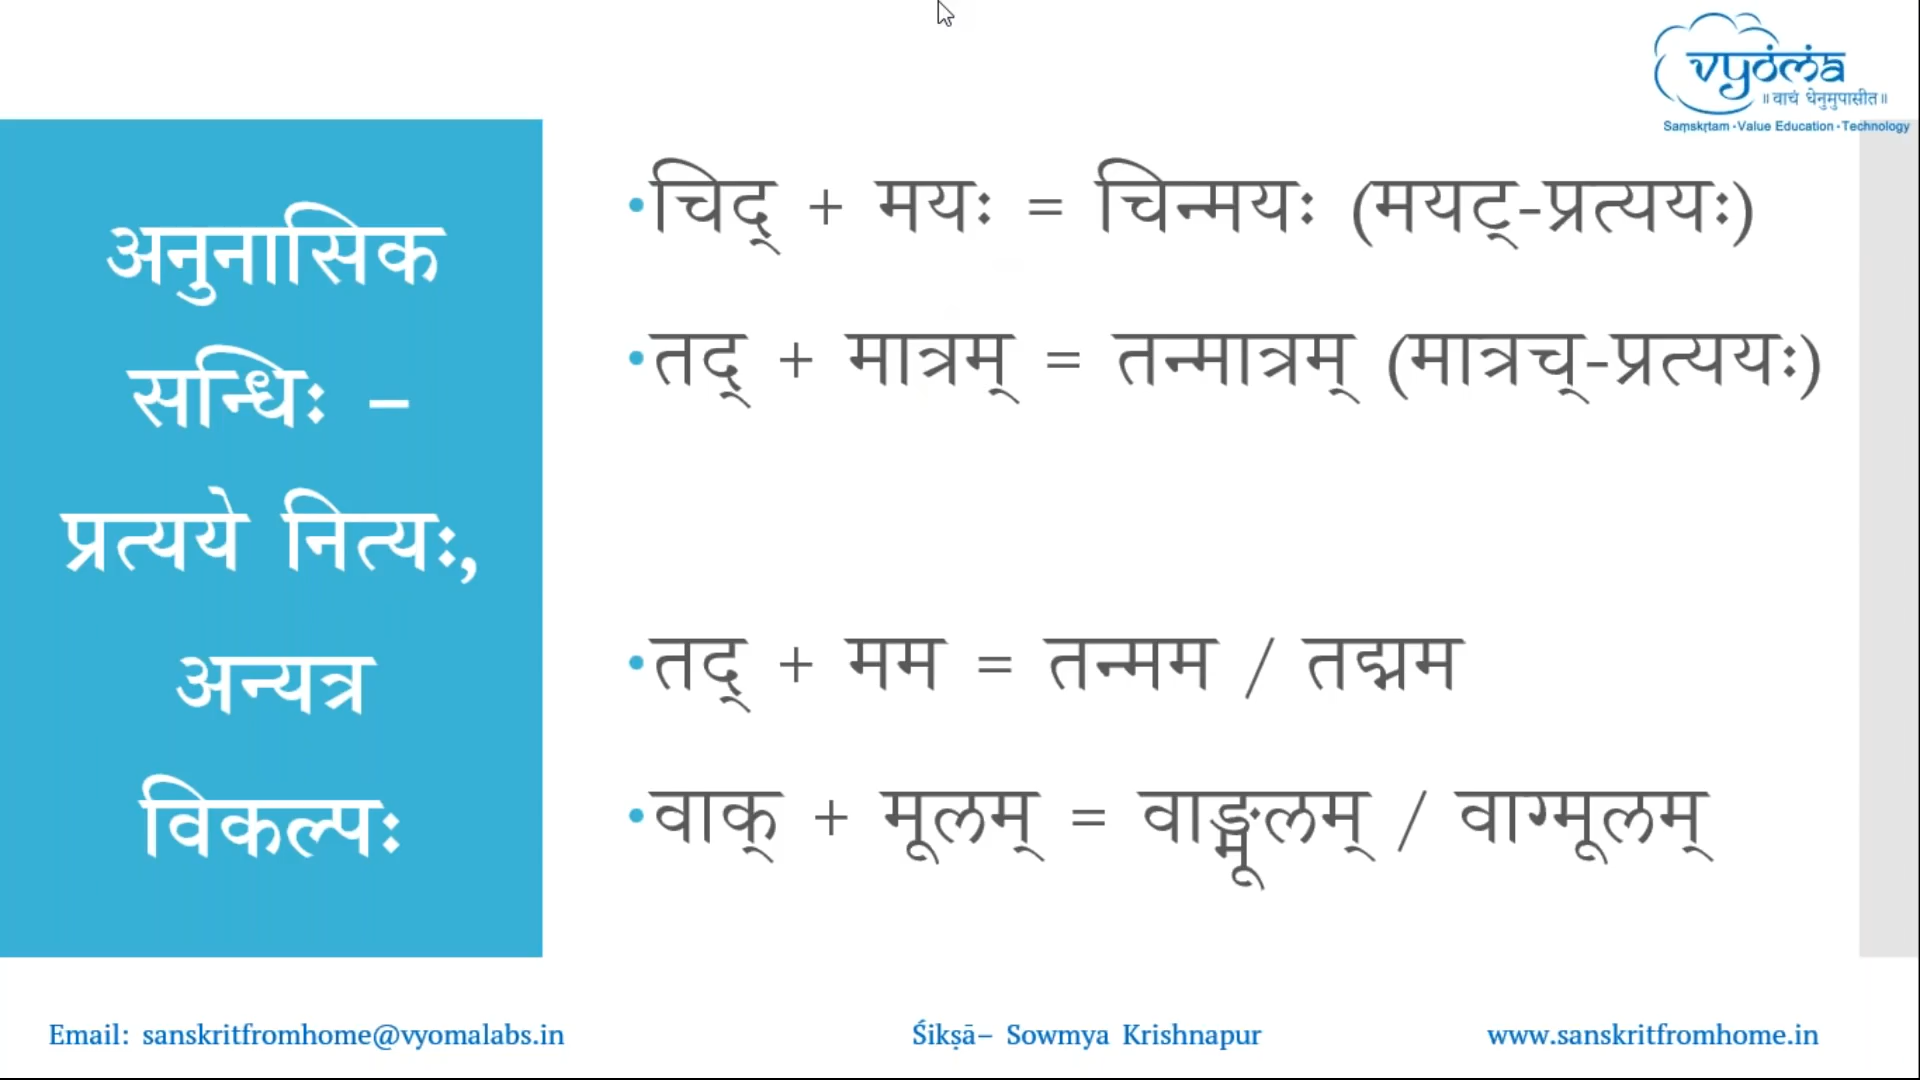 vyoma
॥ वाचं धेनुमुपासीत॥
Saṃskṛtam - Value Education - Technology
अनुनासिक
सन्धिः –
प्रत्यये नित्यः,
अन्यत्र
विकल्पः
•चिद् + मयः = चिन्मयः (मयट्-प्रत्ययः)
•तद् + मात्रम् = तन्मात्रम् (मात्रच्-प्रत्ययः)
•तद् + मम = तन्मम / तद्मम
•वाक् + मूलम् = वाङ्मूलम् / वाग्मूलम्
Email: sanskritfromhome@vyomalabs.in
Śikṣā– Sowmya Krishnapur
www.sanskritfromhome.in